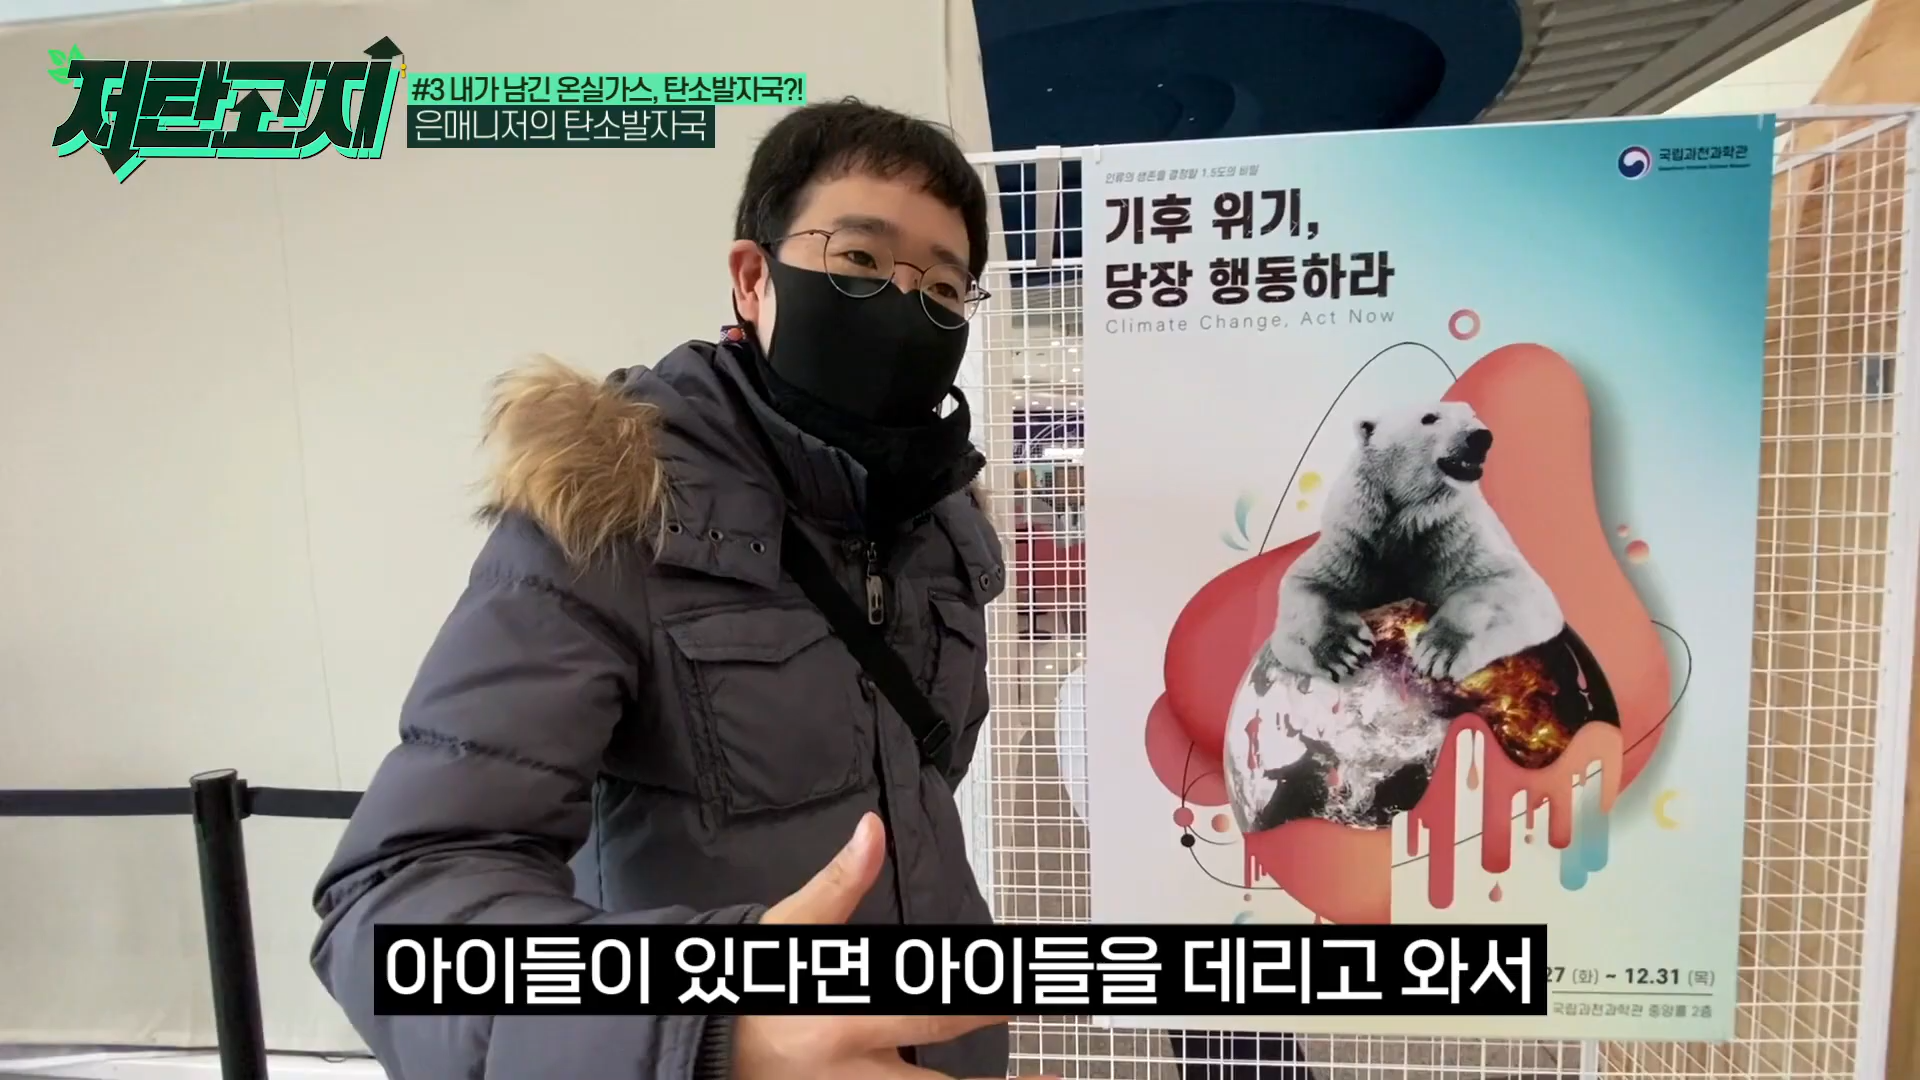 저탄고지
#3 내가 남긴 온실가스, 탄소발자국?!
은매니저의 탄소발자국
국립과천과학관
인류의 생존을 결정할 1.5도의 비밀
기후 위기,
당장 행동하라
Climate Change, Act Now
27 (화) ~ 12.31 (목)
국립과천과학관 중앙홀 2층
아이들이 있다면 아이들을 데리고 와서